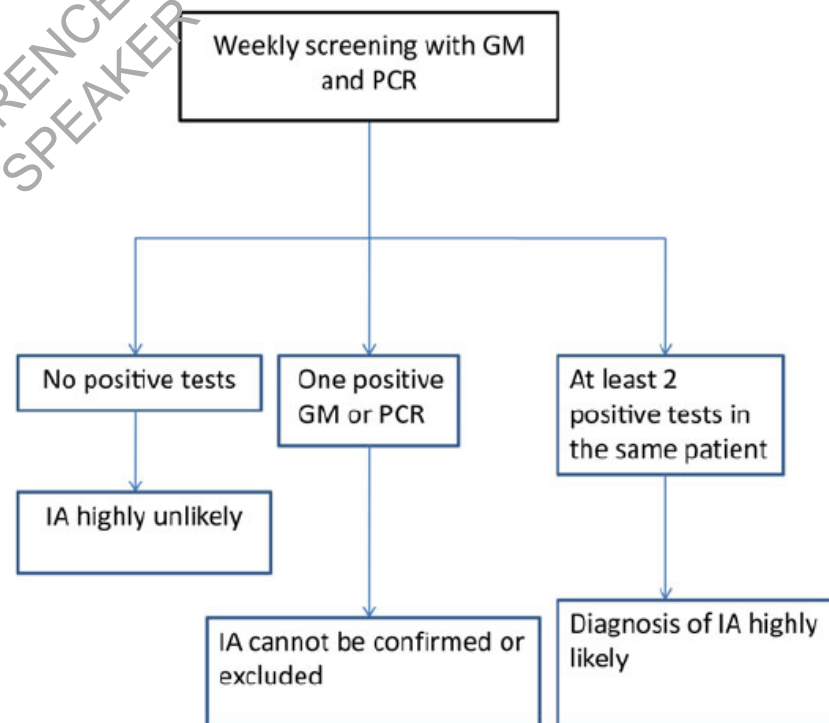 RENCE
SPEAKER
Weekly screening with GM
and PCR
No positive tests
One positive
GM or PCR
At least 2
positive tests in
the same patient
IA highly unlikely
IA cannot be confirmed or
excluded
Diagnosis of IA highly
likely